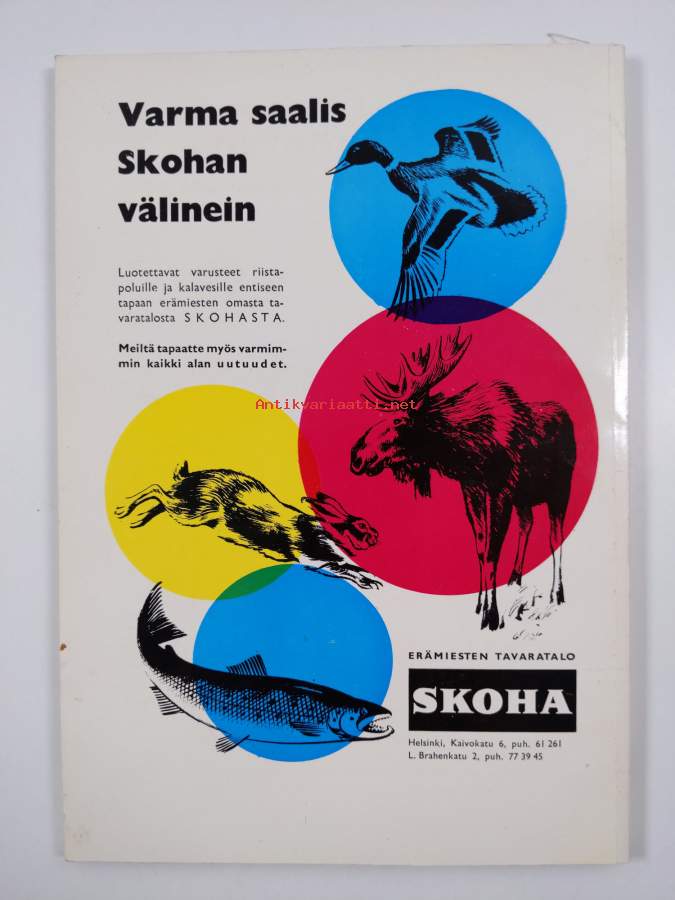 Varma saalis
Skohan
välinein
Luotettavat varusteet riista-
poluille ja kalavesille entiseen
tapaan erämiesten omasta ta-
varatalosta SKOHASTA.
Meiltä tapaatte myös varmim-
min kaikki alan uutuudet.
Antikvariaatti.net
ERÄMIESTEN TAVARATALO
SKOHA
Helsinki, Kaivokatu 6, puh. 61 261
L. Brahenkatu 2, puh. 77 39 45